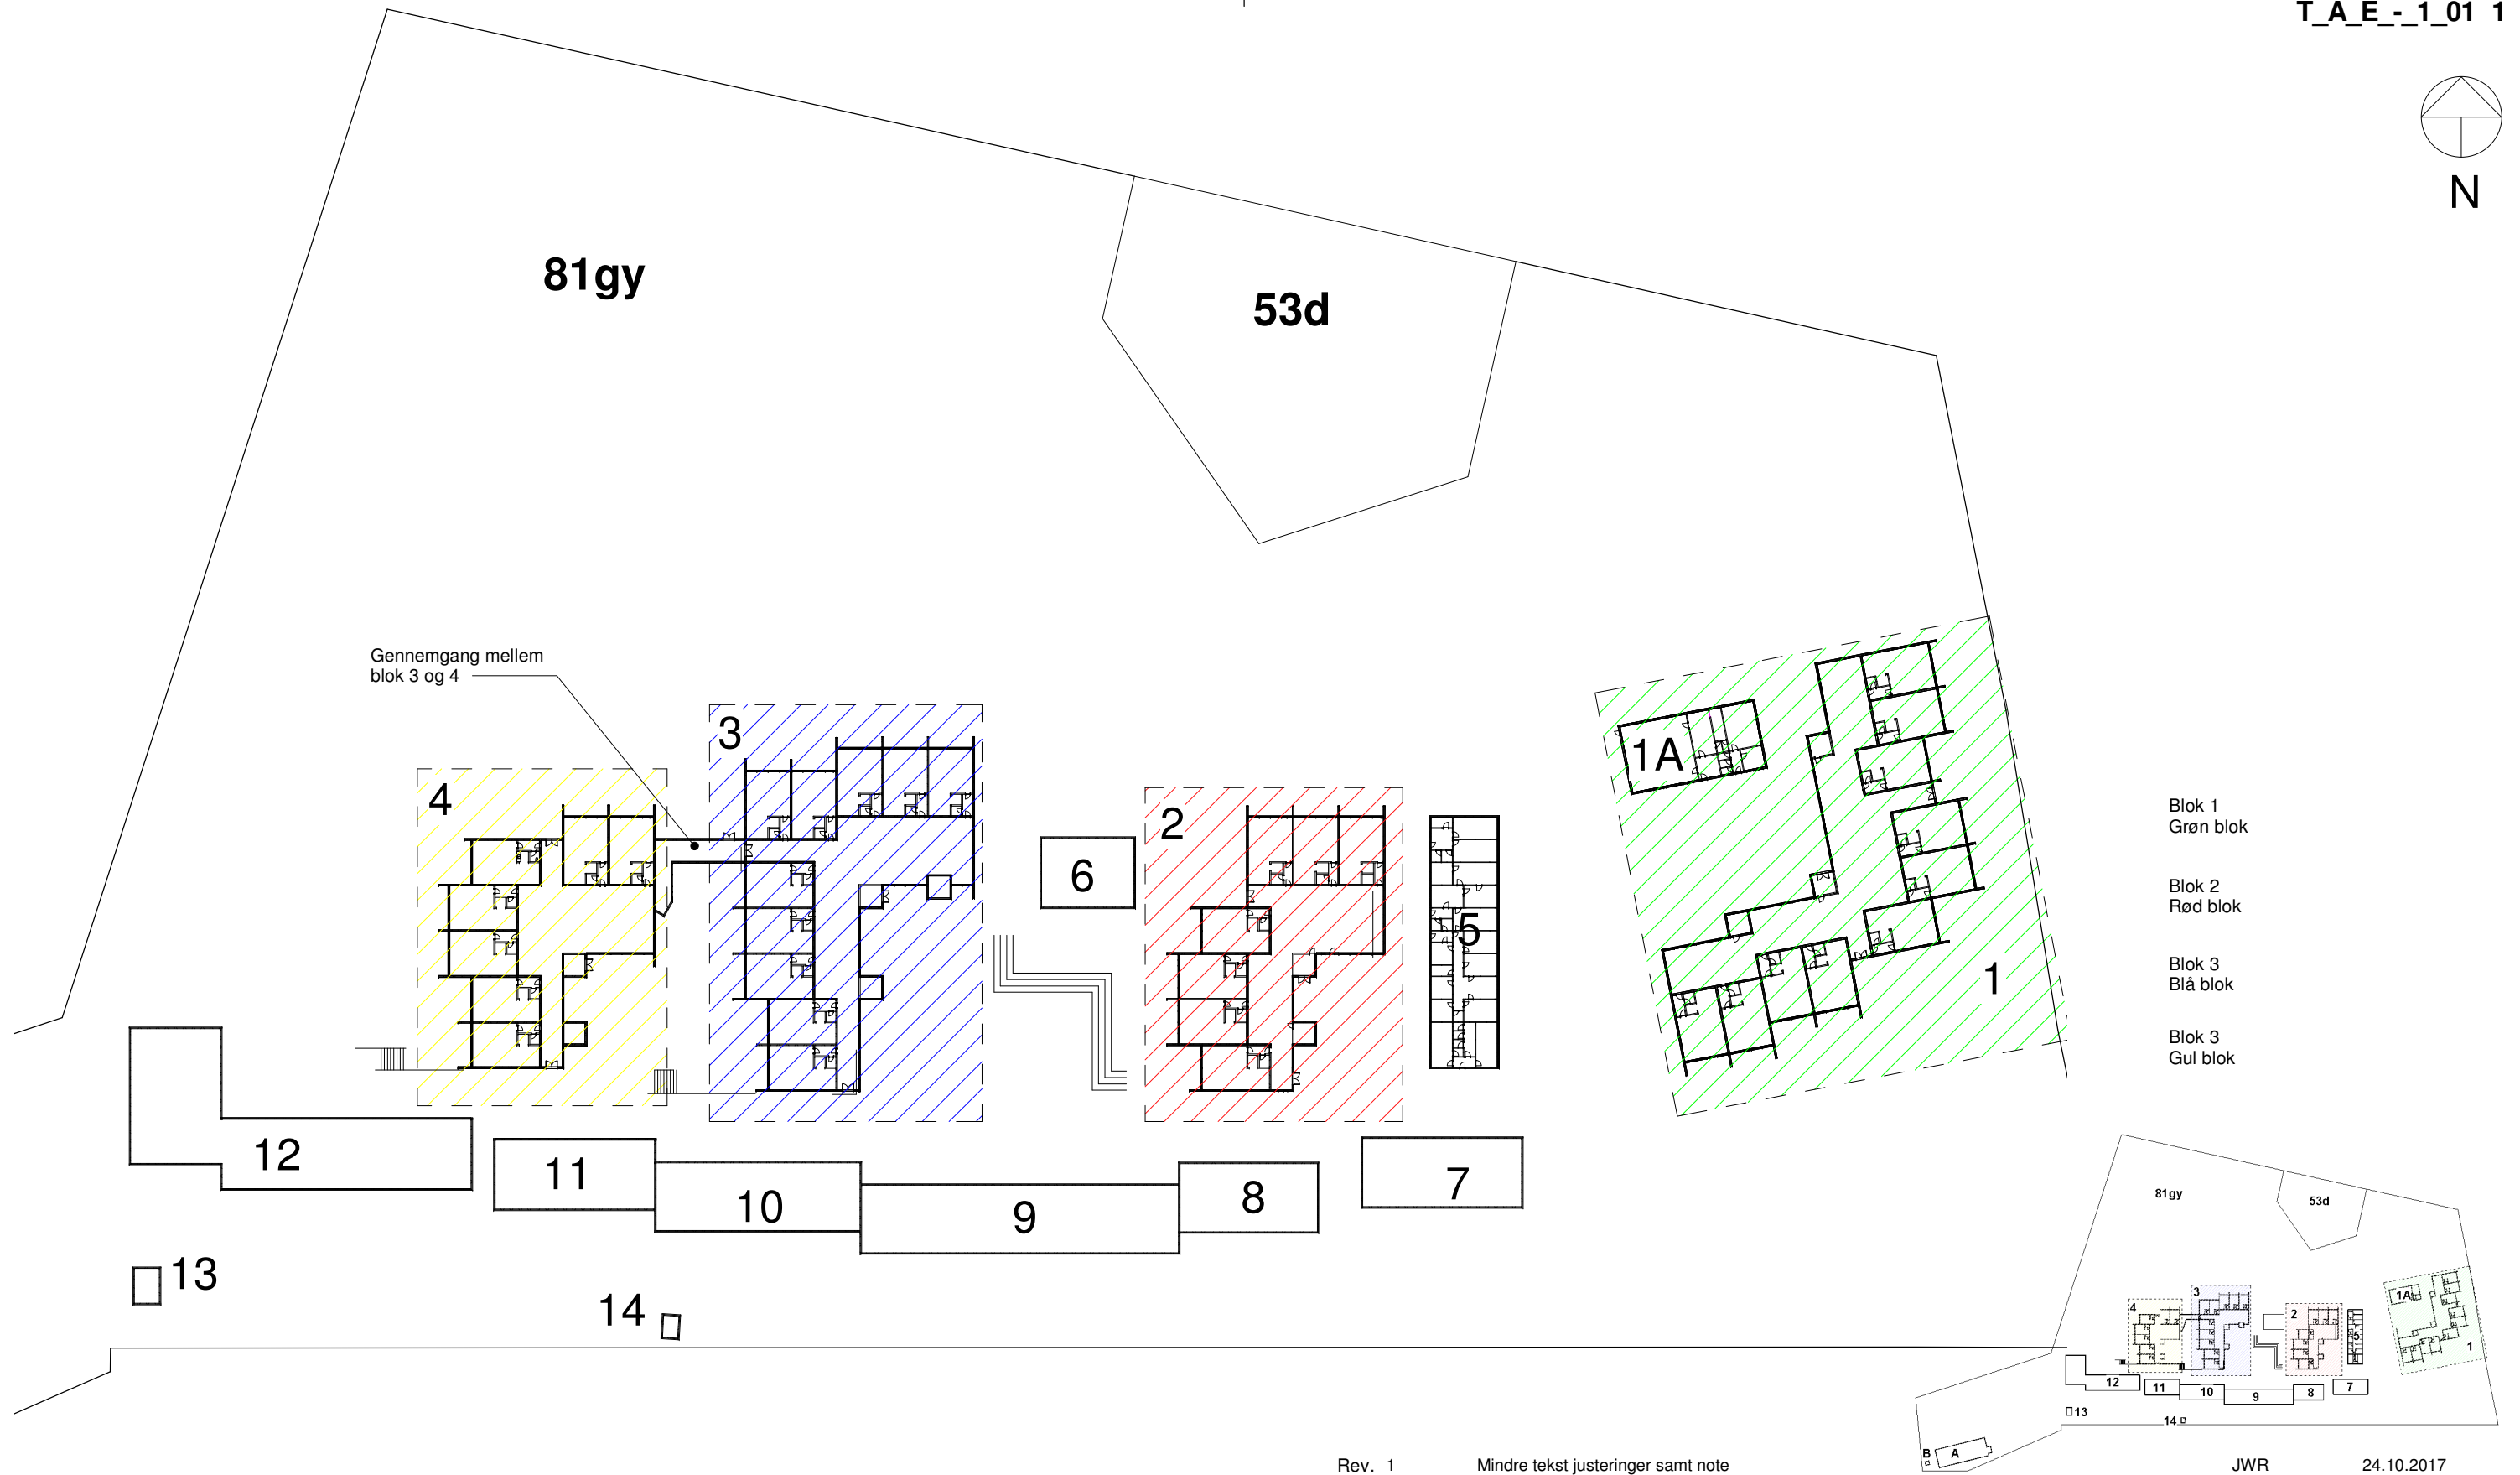 T_A_E_-_1_01 1
N
81gy
53d
Gennemgang mellem
blok 3 og 4
3
4
2
6
5
1A
1
Blok 1
Grøn blok
Blok 2
Rød blok
Blok 3
Blå blok
Blok 3
Gul blok
12
11
10
9
8
7
13
14
81gy
53d
3
4
2
5
1A
1
12
11
10
9
8
7
13
14
B
A
Rev. 1
Mindre tekst justeringer samt note
JWR
24.10.2017